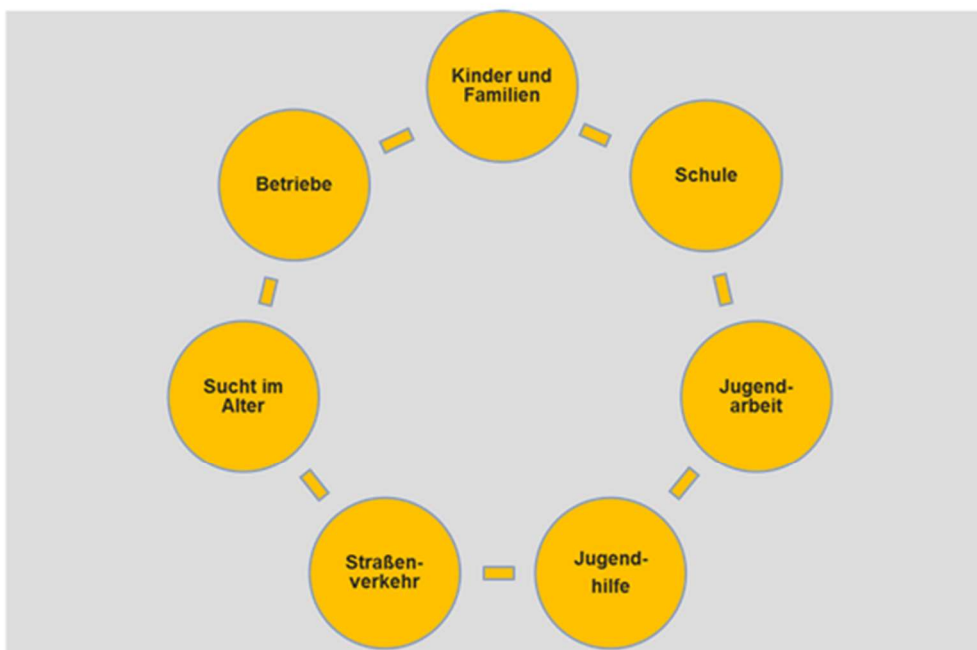 Kinder und
Familien
Schule
Jugend-
arbeit
Jugend-
hilfe
Straßen-
verkehr
Sucht im
Alter
Betriebe